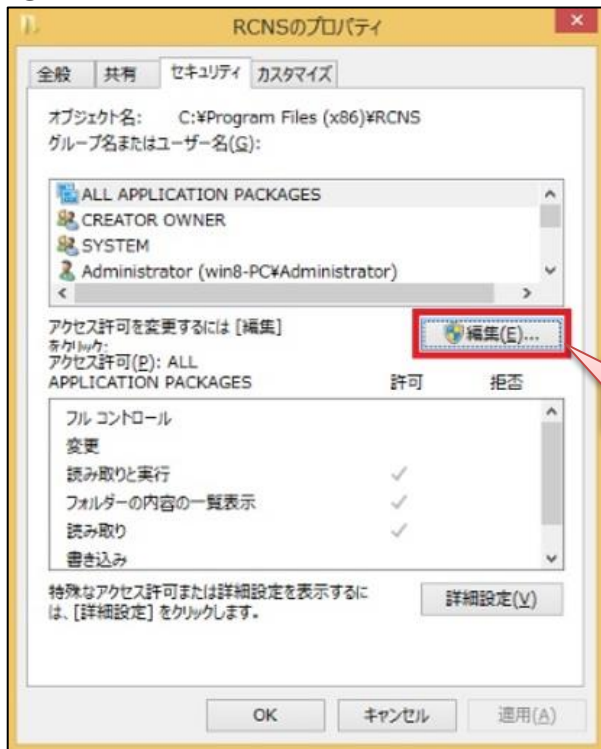 RCNSのプロパティ
全般 共有 セキュリティ カスタマイズ
オブジェクト名: C:¥Program Files (x86)¥RCNS
グループ名またはユーザー名(G):
ALL APPLICATION PACKAGES
CREATOR OWNER
SYSTEM
Administrator (win8-PC¥Administrator)
アクセス許可を変更するには [編集]
をクリック:
編集(E)...
アクセス許可(P): ALL
APPLICATION PACKAGES 許可 拒否
フル コントロール
変更
読み取りと実行
フォルダーの内容の一覧表示
読み取り
書き込み
特殊なアクセス許可または詳細設定を表示するに
は、[詳細設定] をクリックします。
詳細設定(V)
OK キャンセル 適用(A)